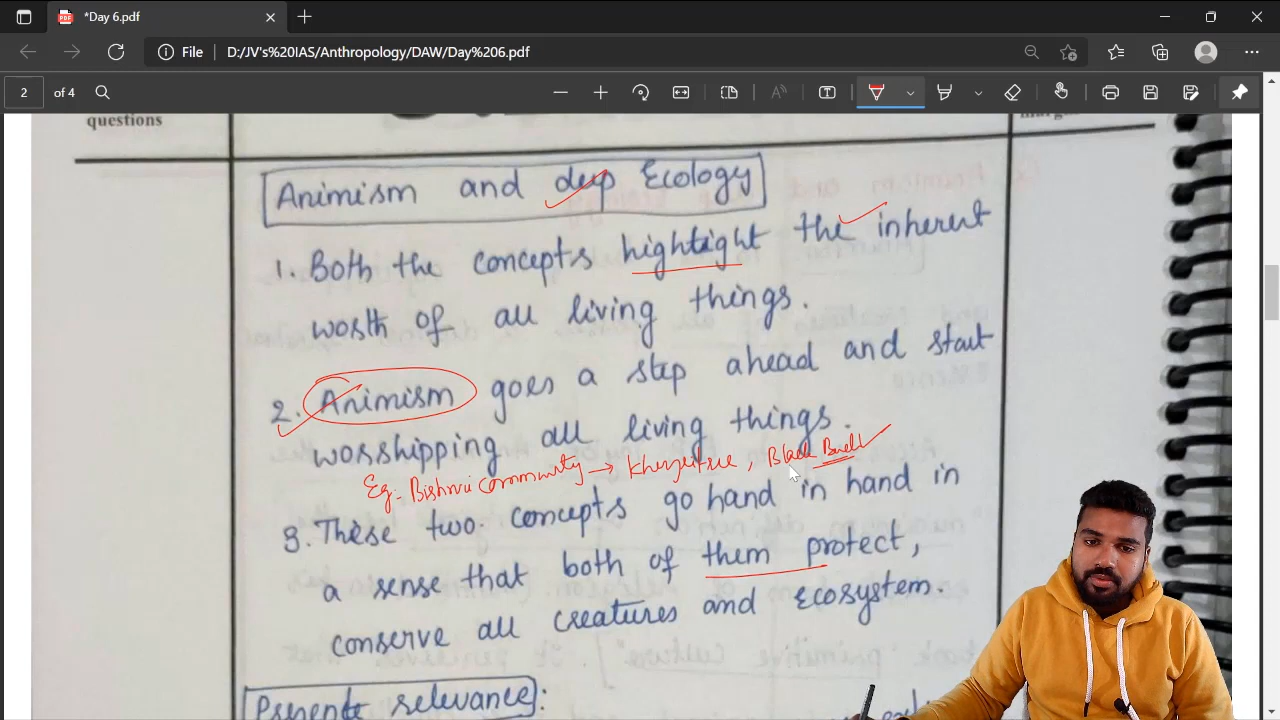 *Day 6.pdf
File D:/JV's%20IAS/Anthropology/DAW/Day%206.pdf
2 of 4
questions
Animism and deep Ecology
1. Both the concepts highlight the inherent
worth of all living things.
2. Animism goes a step ahead and start
worshipping all living things.
Eg:- Bishnoi community → Khejri tree, Black Buck
3. These two concepts go hand in hand in
a sense that both of them protect,
conserve all creatures and ecosystem.
Present relevance: